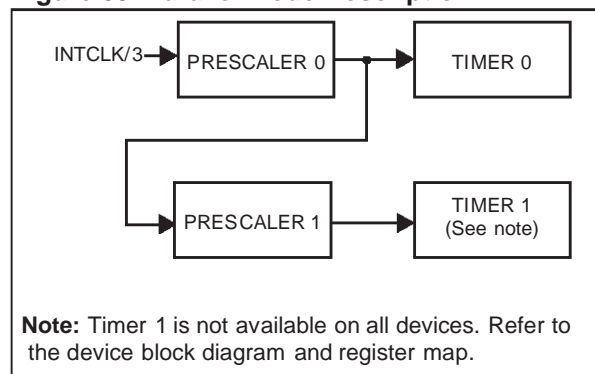 INTCLK/3
PRESCALER 0
TIMER 0
PRESCALER 1
TIMER 1
(See note)
Note: Timer 1 is not available on all devices. Refer to
the device block diagram and register map.